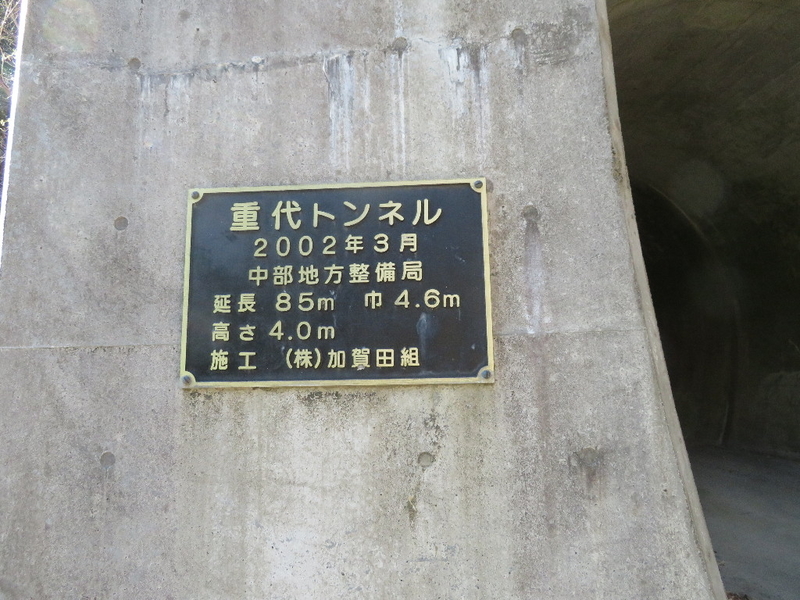 重代トンネル
2002年3月
中部地方整備局
延長 85m 巾4.6m
高さ 4.0m
施工 (株)加賀田組